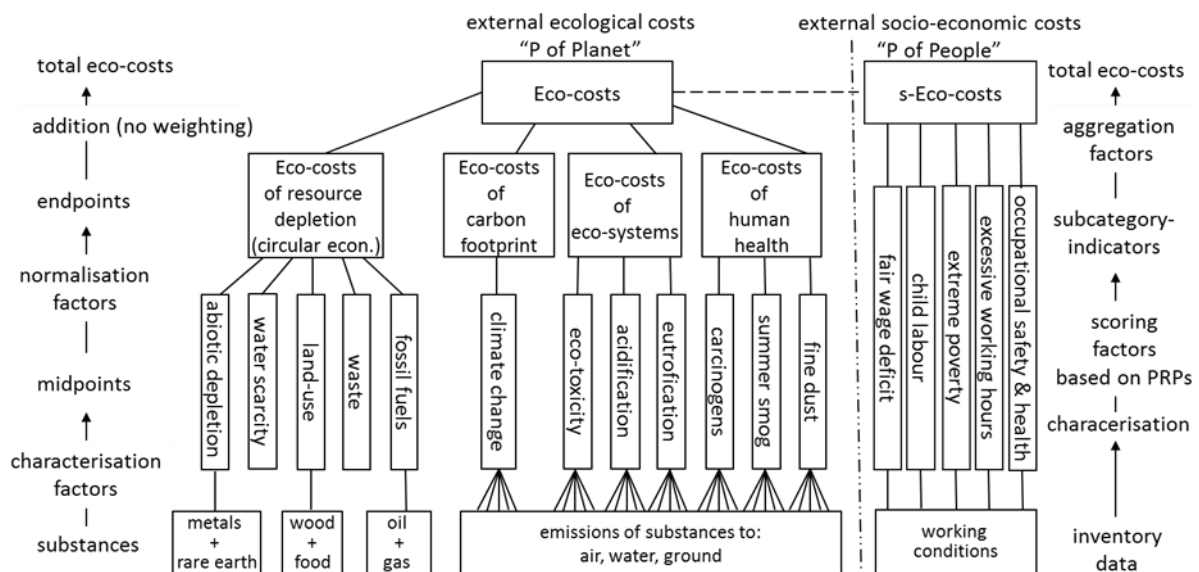 external ecological costs
"P of Planet"
external socio-economic costs
"P of People"
total eco-costs
addition (no weighting)
endpoints
normalisation
factors
midpoints
characterisation
factors
substances
Eco-costs
s-Eco-costs
Eco-costs
of resource
depletion
(circular econ.)
Eco-costs
of
carbon
footprint
Eco-costs
of
eco-systems
Eco-costs
of
human
health
abiotic depletion
water scarcity
land-use
waste
fossil fuels
climate change
eco-toxicity
acidification
eutrofication
carcinogens
summer smog
fine dust
fair wage deficit
child labour
extreme poverty
excessive working hours
occupational safety & health
metals
+
rare earth
wood
+
food
oil
+
gas
emissions of substances to:
air, water, ground
working
conditions
total eco-costs
aggregation
factors
subcategory-
indicators
scoring
factors
based on PRPs
characerisation
inventory
data